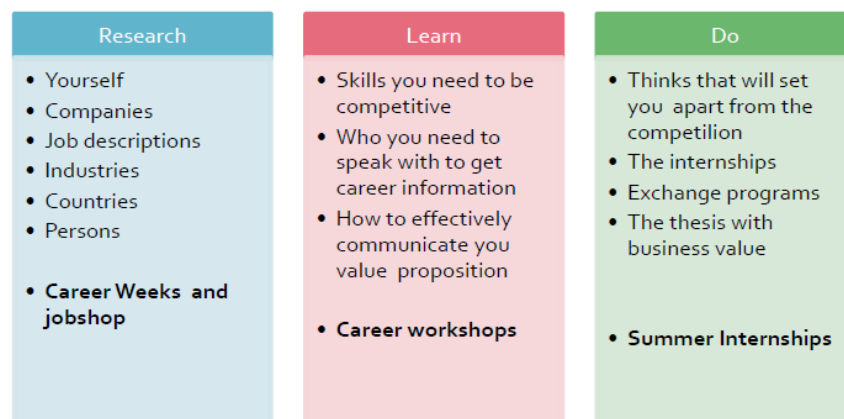 Research
• Yourself
• Companies
• Job descriptions
• Industries
• Countries
• Persons
• Career Weeks and
jobshop
Learn
• Skills you need to be
competitive
• Who you need to
speak with to get
career information
• How to effectively
communicate you
value proposition
• Career workshops
Do
• Thinks that will set
you apart from the
competilion
• The internships
• Exchange programs
• The thesis with
business value
• Summer Internships